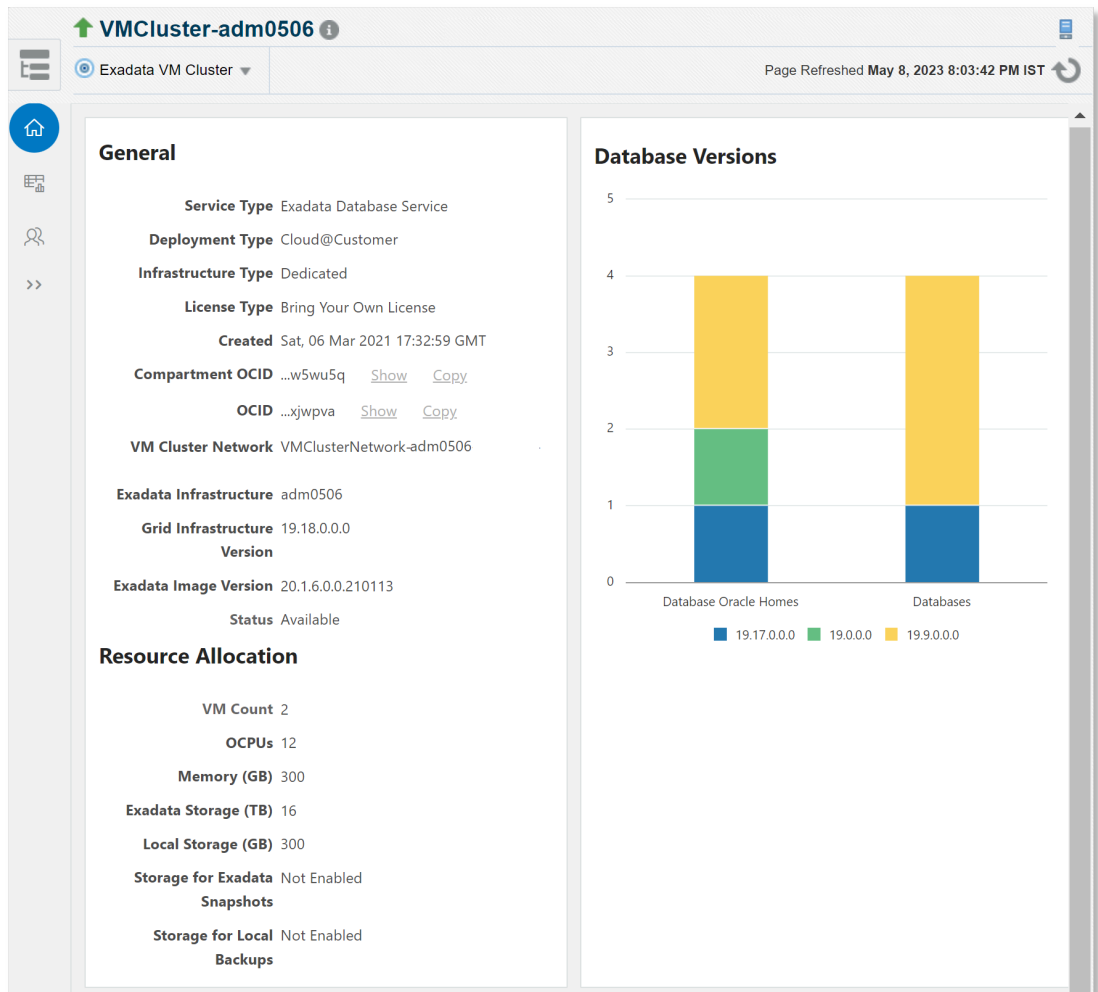 VMCluster-adm0506
Exadata VM Cluster
Page Refreshed May 8, 2023 8:03:42 PM IST
General
Service Type Exadata Database Service
Deployment Type Cloud@Customer
Infrastructure Type Dedicated
License Type Bring Your Own License
Created Sat, 06 Mar 2021 17:32:59 GMT
Compartment OCID ...w5wu5q Show Copy
OCID ...xjwpva Show Copy
VM Cluster Network VMClusterNetwork-adm0506
Exadata Infrastructure adm0506
Grid Infrastructure 19.18.0.0.0
Version
Exadata Image Version 20.1.6.0.0.210113
Status Available
Resource Allocation
VM Count 2
OCPUs 12
Memory (GB) 300
Exadata Storage (TB) 16
Local Storage (GB) 300
Storage for Exadata Not Enabled
Snapshots
Storage for Local Not Enabled
Backups
Database Versions
5
4
3
2
1
0
Database Oracle Homes Databases
19.17.0.0.0 19.0.0.0 19.9.0.0.0